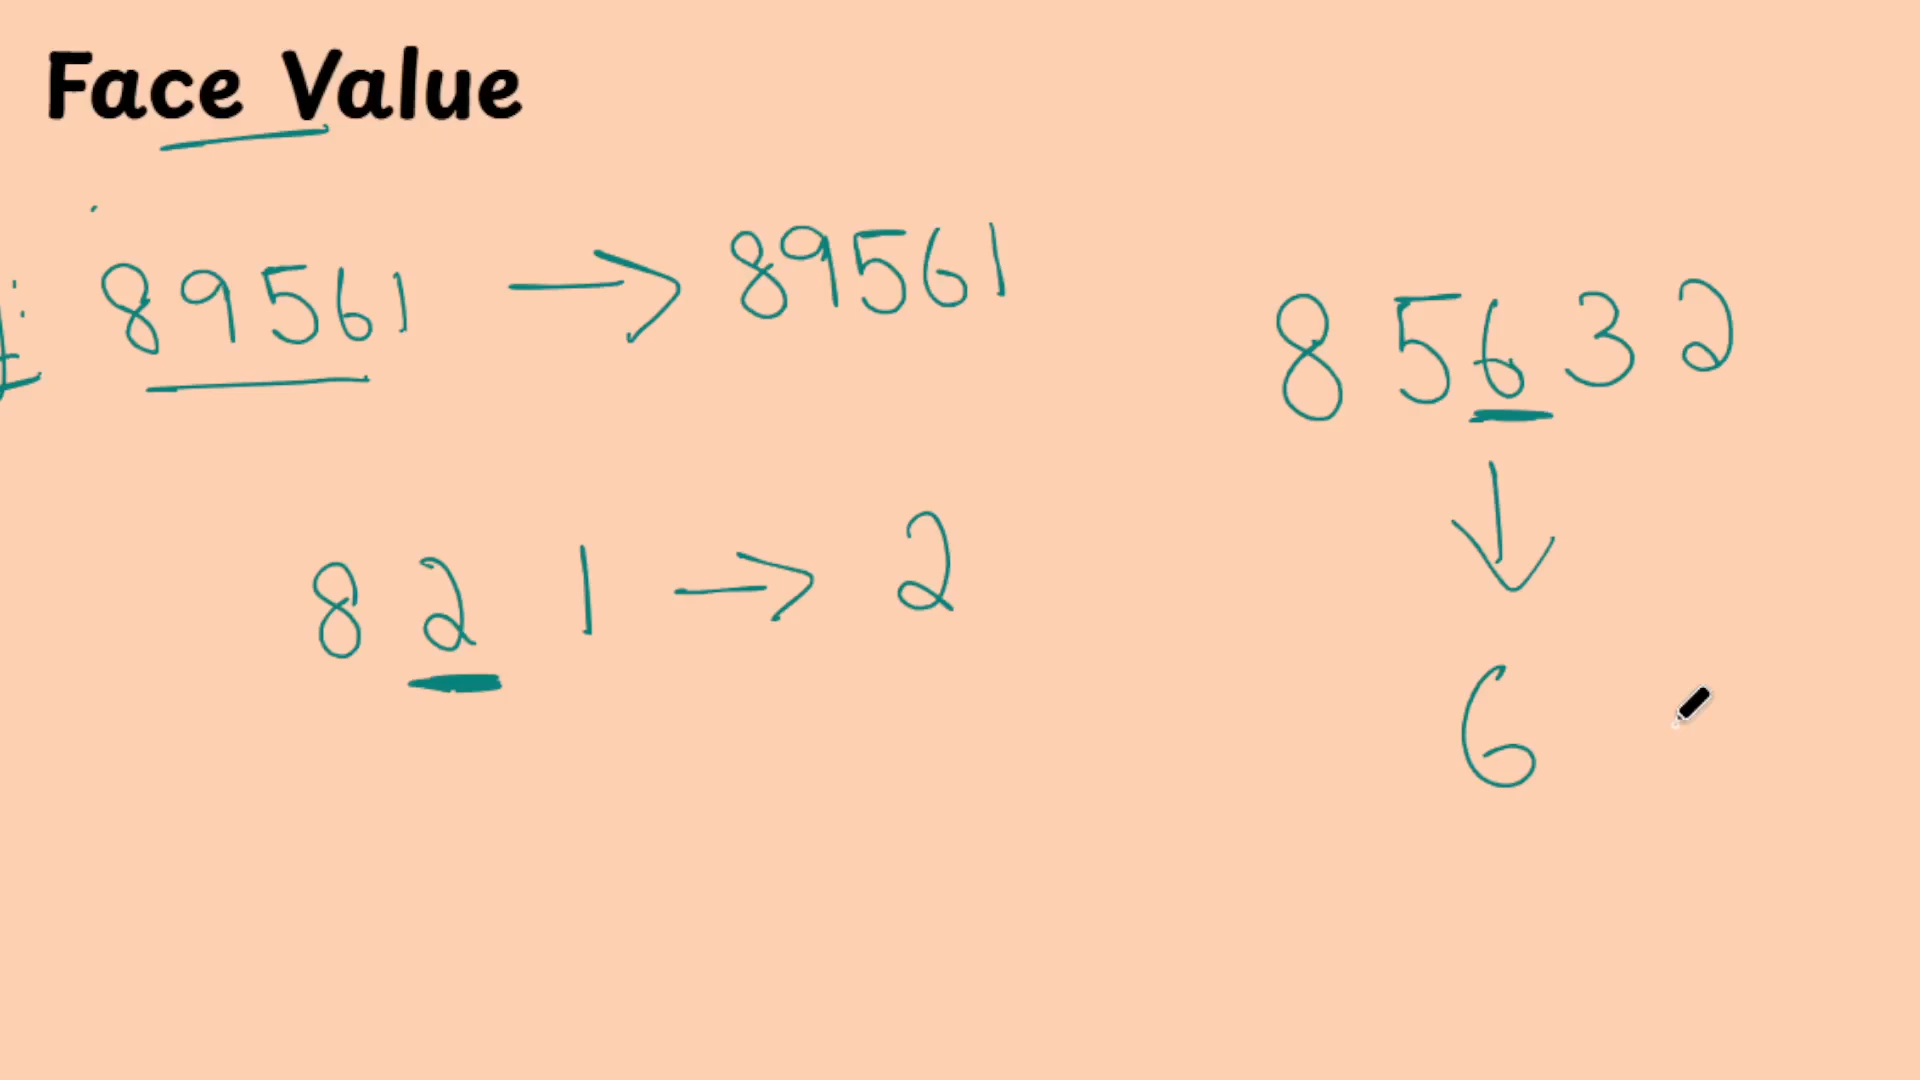 Face Value
89561 → 89561
85632
↓
821 → 2
6